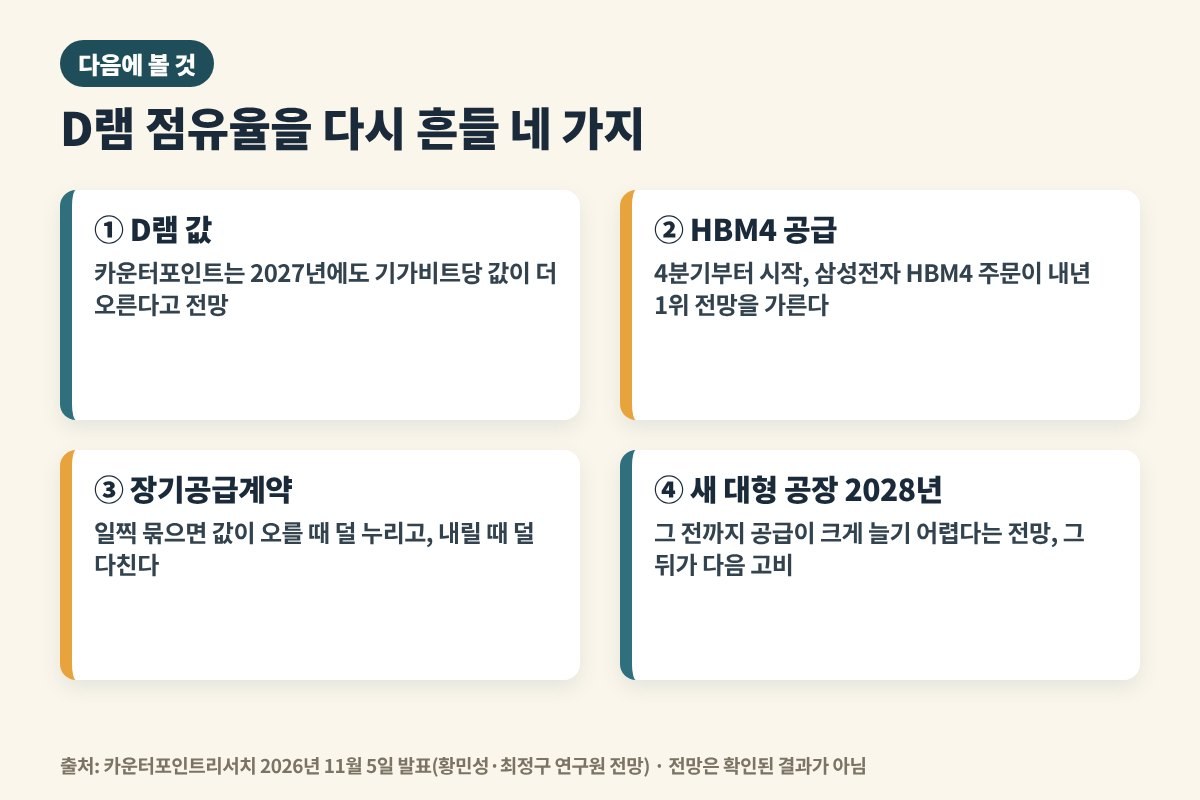 다음에 볼 것
D램 점유율을 다시 흔들 네 가지
① D램 값
카운터포인트는 2027년에도 기가비트당 값이 더
오른다고 전망
② HBM4 공급
4분기부터 시작, 삼성전자 HBM4 주문이 내년
1위 전망을 가른다
③ 장기공급계약
일찍 묶으면 값이 오를 때 덜 누리고, 내릴 때 덜
다친다
④ 새 대형 공장 2028년
그 전까지 공급이 크게 늘기 어렵다는 전망, 그
뒤가 다음 고비
출처: 카운터포인트리서치 2026년 11월 5일 발표(황민성·최정구 연구원 전망) · 전망은 확인된 결과가 아님